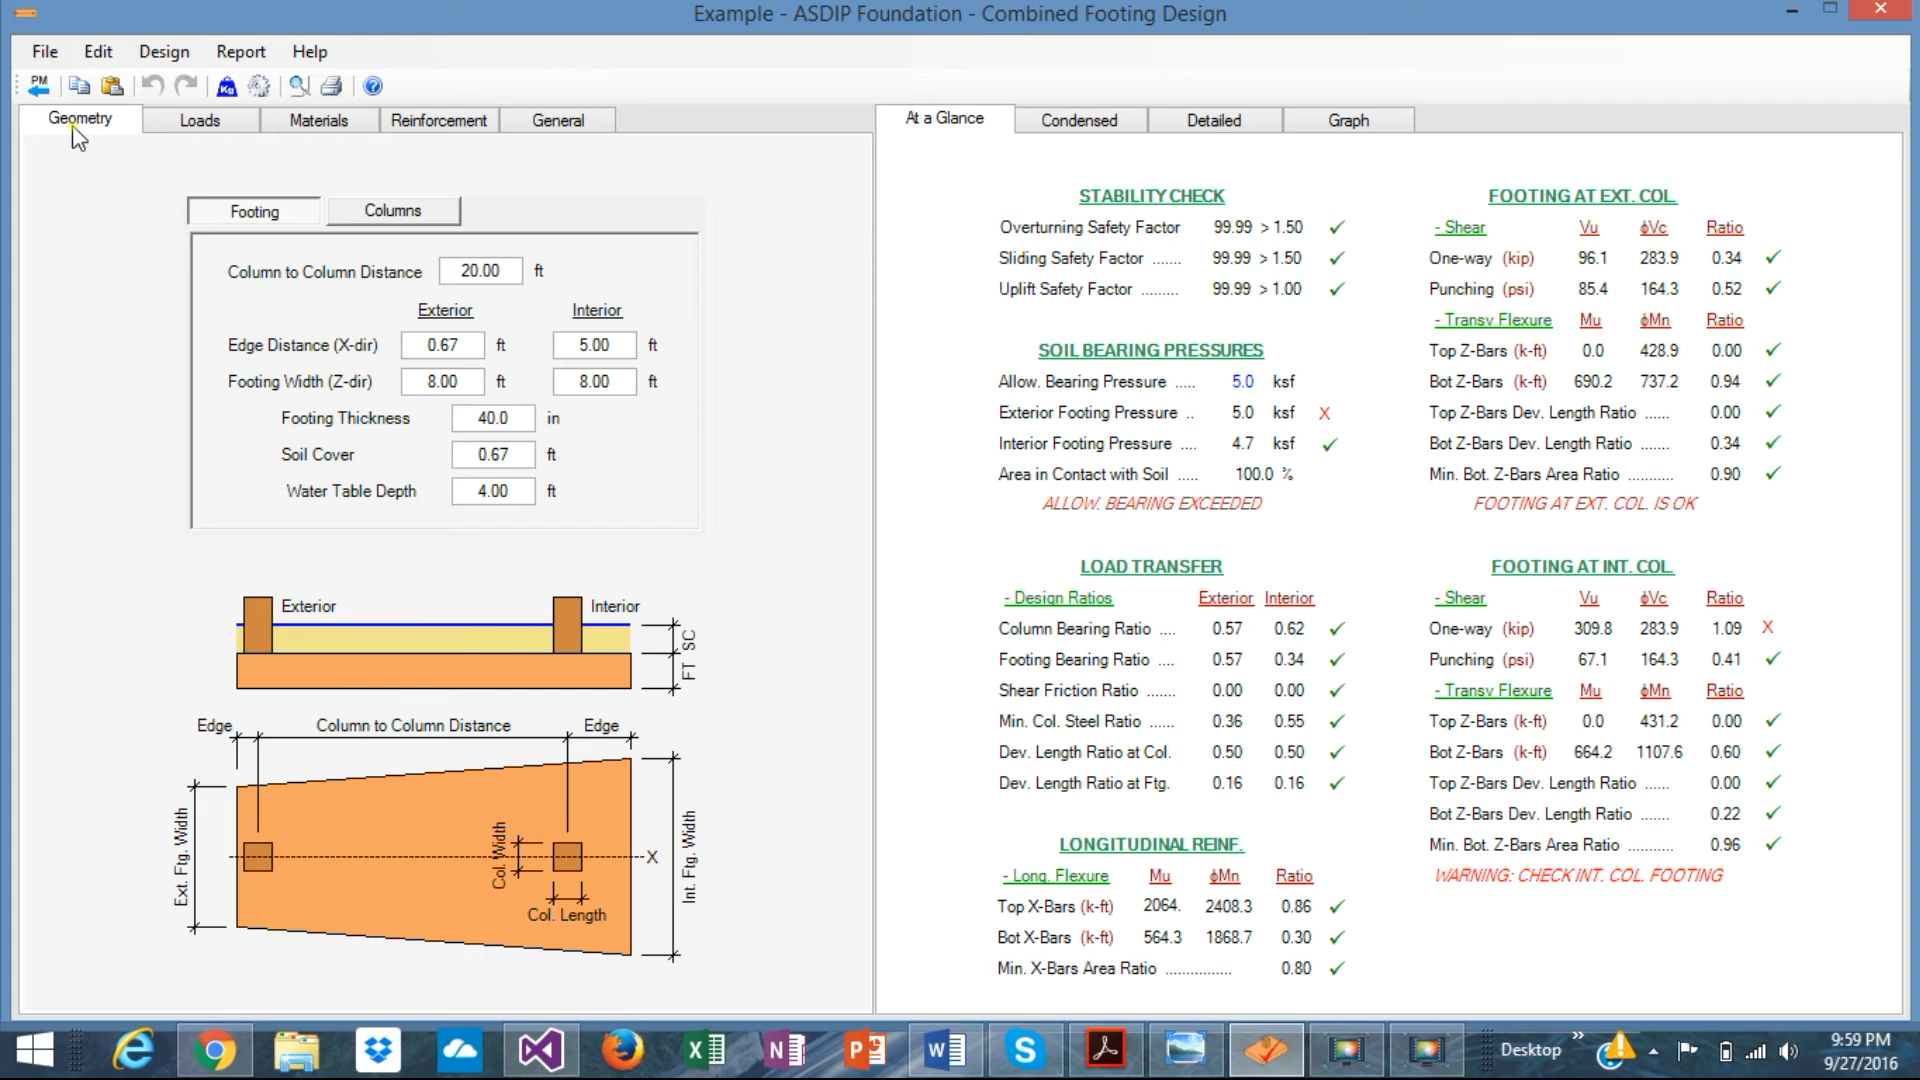 Example - ASDIP Foundation - Combined Footing Design
File Edit Design Report Help
PM Kg
Geometry Loads Materials Reinforcement General
At a Glance Condensed Detailed Graph
Footing Columns
Column to Column Distance 20.00 ft
Exterior Interior
Edge Distance (X-dir) 0.67 ft 5.00 ft
Footing Width (Z-dir) 8.00 ft 8.00 ft
Footing Thickness 40.0 in
Soil Cover 0.67 ft
Water Table Depth 4.00 ft
Exterior Interior
SC
FT
Edge Column to Column Distance Edge
Ext. Ftg. Width
Col. Width
X
Int. Ftg. Width
Col. Length
STABILITY CHECK
Overturning Safety Factor 99.99 > 1.50 ✓
Sliding Safety Factor ....... 99.99 > 1.50 ✓
Uplift Safety Factor ......... 99.99 > 1.00 ✓
SOIL BEARING PRESSURES
Allow. Bearing Pressure ..... 5.0 ksf
Exterior Footing Pressure .. 5.0 ksf X
Interior Footing Pressure .... 4.7 ksf ✓
Area in Contact with Soil ..... 100.0 %
ALLOW. BEARING EXCEEDED
LOAD TRANSFER
- Design Ratios Exterior Interior
Column Bearing Ratio .... 0.57 0.62 ✓
Footing Bearing Ratio .... 0.57 0.34 ✓
Shear Friction Ratio ....... 0.00 0.00 ✓
Min. Col. Steel Ratio ...... 0.36 0.55 ✓
Dev. Length Ratio at Col. 0.50 0.50 ✓
Dev. Length Ratio at Ftg. 0.16 0.16 ✓
LONGITUDINAL REINF.
- Long. Flexure Mu ϕMn Ratio
Top X-Bars (k-ft) 2064. 2408.3 0.86 ✓
Bot X-Bars (k-ft) 564.3 1868.7 0.30 ✓
Min. X-Bars Area Ratio ................ 0.80 ✓
FOOTING AT EXT. COL.
- Shear Vu ϕVc Ratio
One-way (kip) 96.1 283.9 0.34 ✓
Punching (psi) 85.4 164.3 0.52 ✓
- Transv Flexure Mu ϕMn Ratio
Top Z-Bars (k-ft) 0.0 428.9 0.00 ✓
Bot Z-Bars (k-ft) 690.2 737.2 0.94 ✓
Top Z-Bars Dev. Length Ratio ...... 0.00 ✓
Bot Z-Bars Dev. Length Ratio ....... 0.34 ✓
Min. Bot. Z-Bars Area Ratio ........... 0.90 ✓
FOOTING AT EXT. COL. IS OK
FOOTING AT INT. COL.
- Shear Vu ϕVc Ratio
One-way (kip) 309.8 283.9 1.09 X
Punching (psi) 67.1 164.3 0.41 ✓
- Transv Flexure Mu ϕMn Ratio
Top Z-Bars (k-ft) 0.0 431.2 0.00 ✓
Bot Z-Bars (k-ft) 664.2 1107.6 0.60 ✓
Top Z-Bars Dev. Length Ratio ...... 0.00 ✓
Bot Z-Bars Dev. Length Ratio ....... 0.22 ✓
Min. Bot. Z-Bars Area Ratio ........... 0.96 ✓
WARNING: CHECK INT. COL. FOOTING
Desktop
9:59 PM
9/27/2016